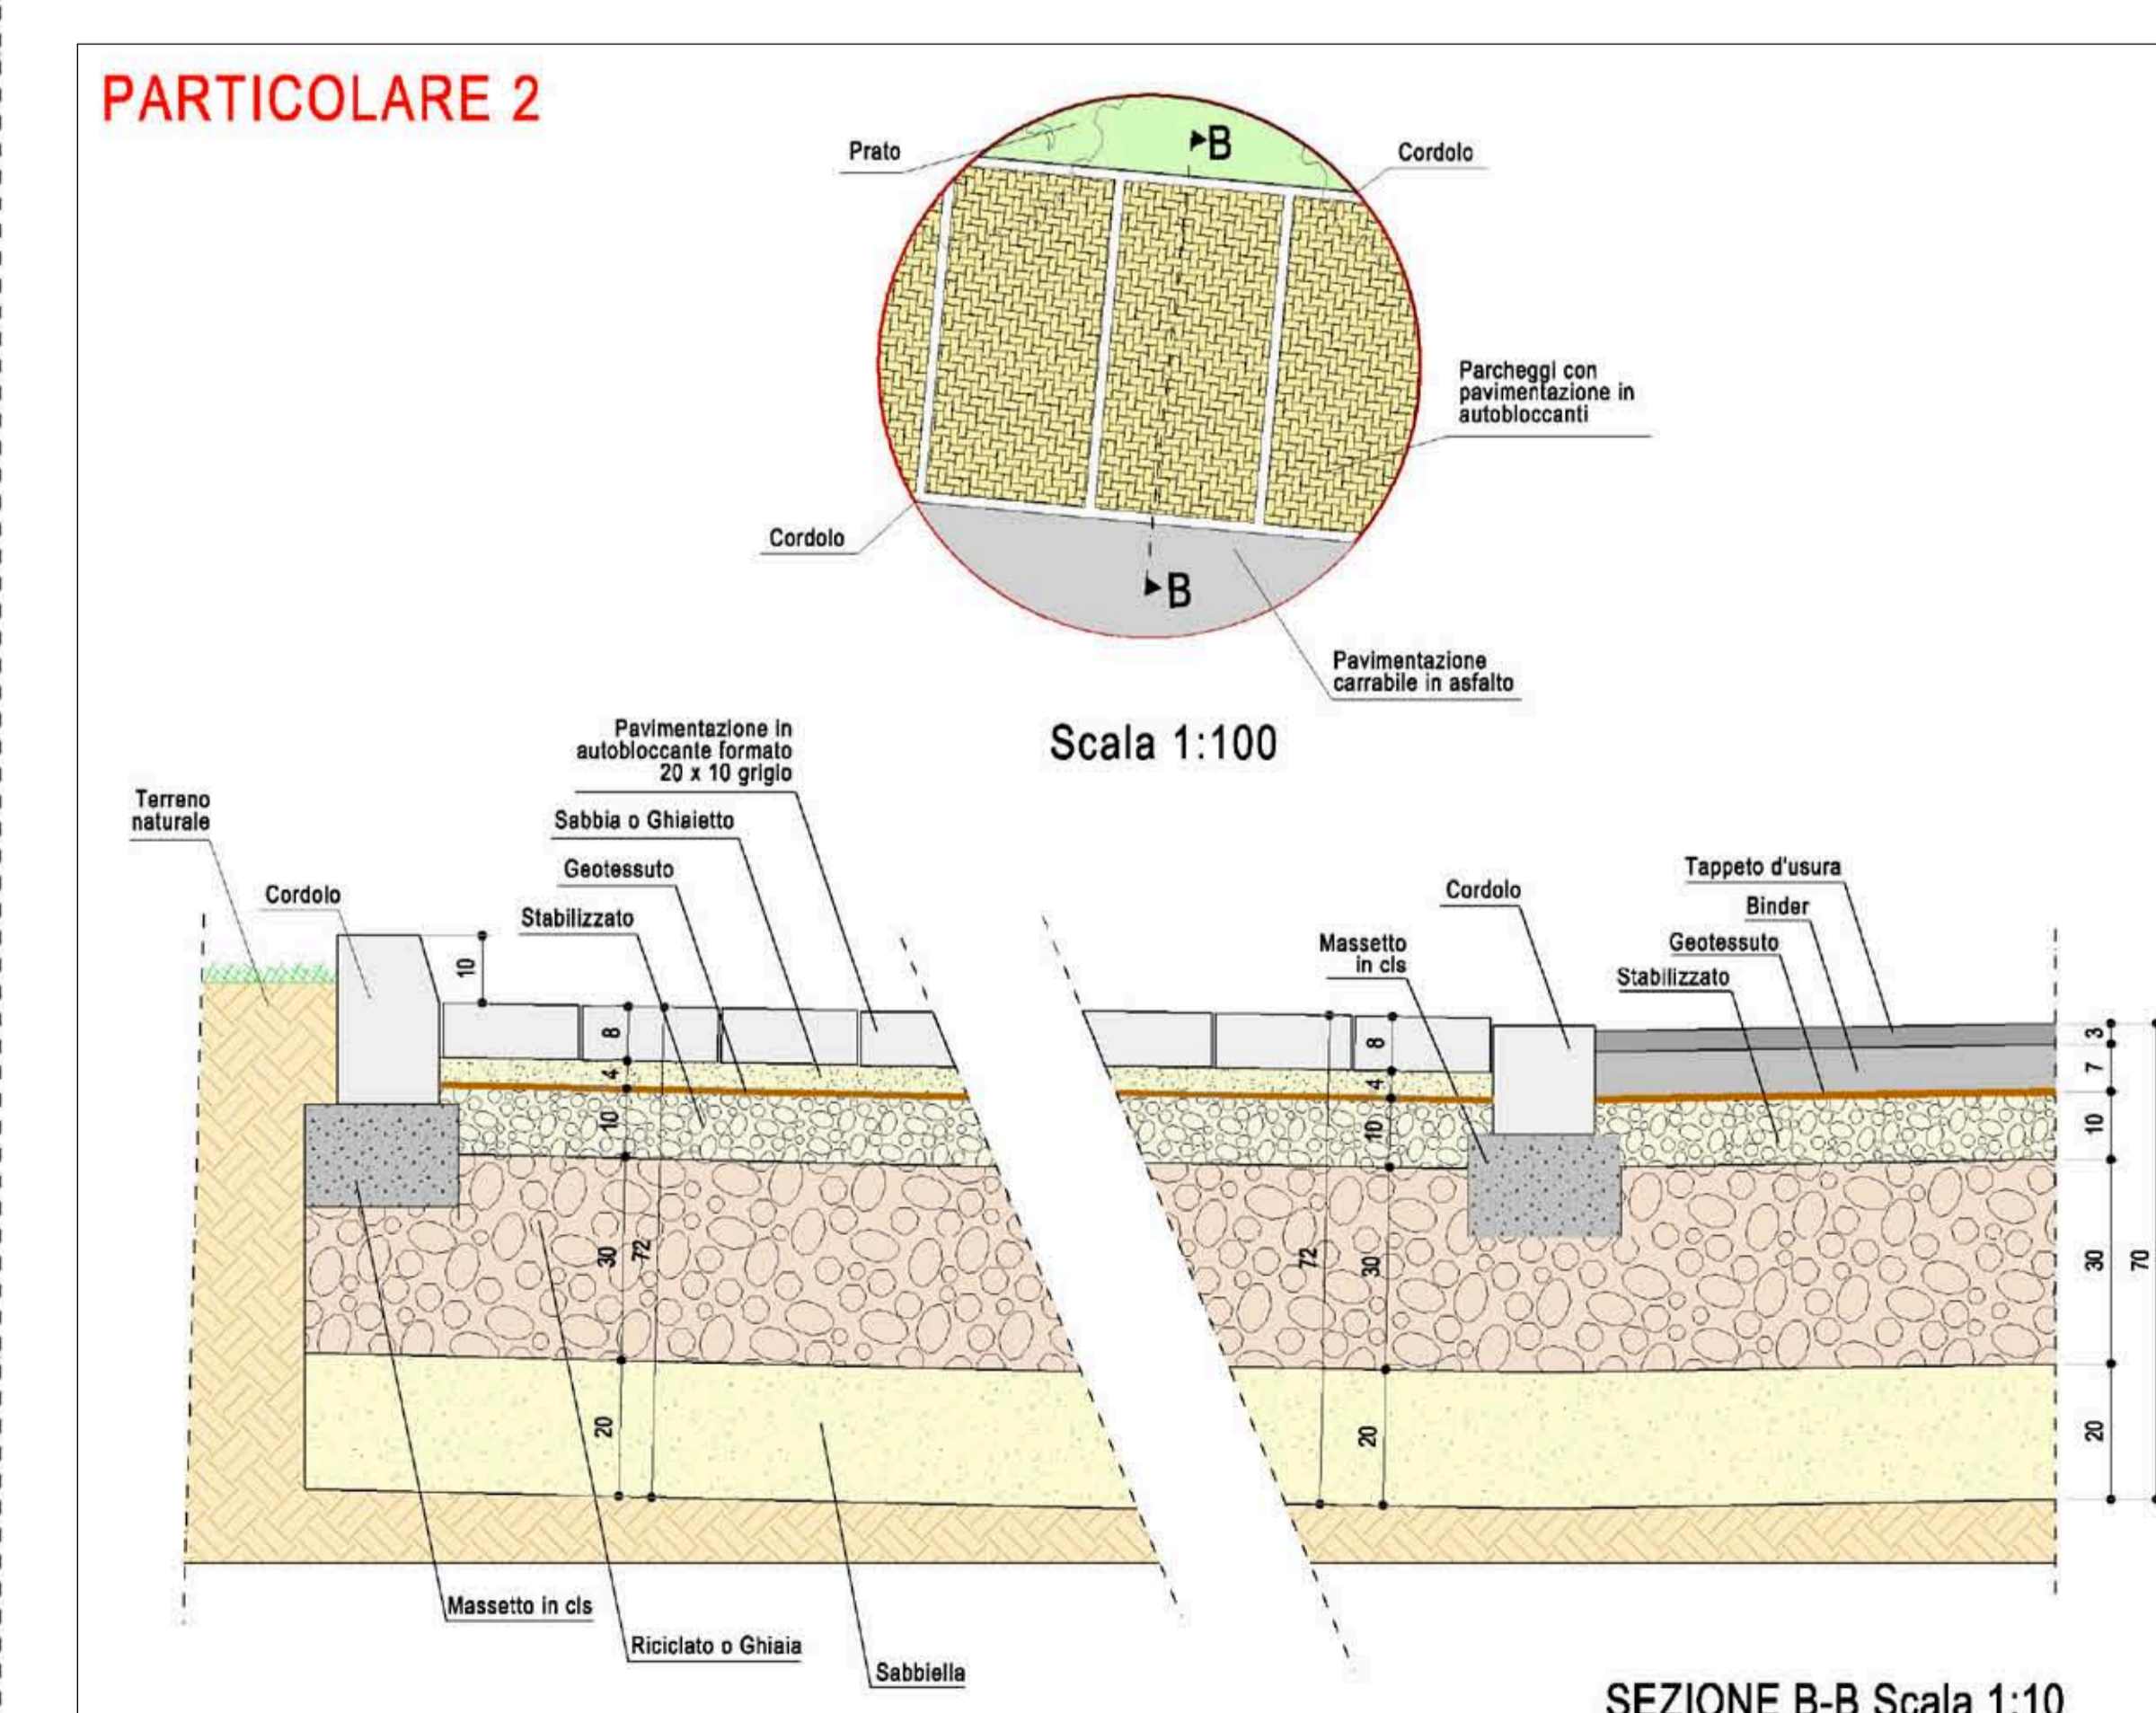 PARTICOLARE 2
Prato
B
Cordolo
Parcheggi con
pavimentazione in
autobloccanti
Cordolo
B
Pavimentazione
carrabile in asfalto
Scala 1:100
Pavimentazione in
autobloccante formato
20 x 10 grigio
Terreno
naturale
Sabbia o Ghiaietto
Geotessuto
Cordolo
Stabilizzato
Tappeto d'usura
Cordolo
Binder
Massetto
in cls
Geotessuto
Stabilizzato
10
8
4
10
30
72
20
8
4
10
72
30
20
3
7
10
30
70
20
Massetto in cls
Riciclato o Ghiaia
Sabbiella
SEZIONE B-B Scala 1:10